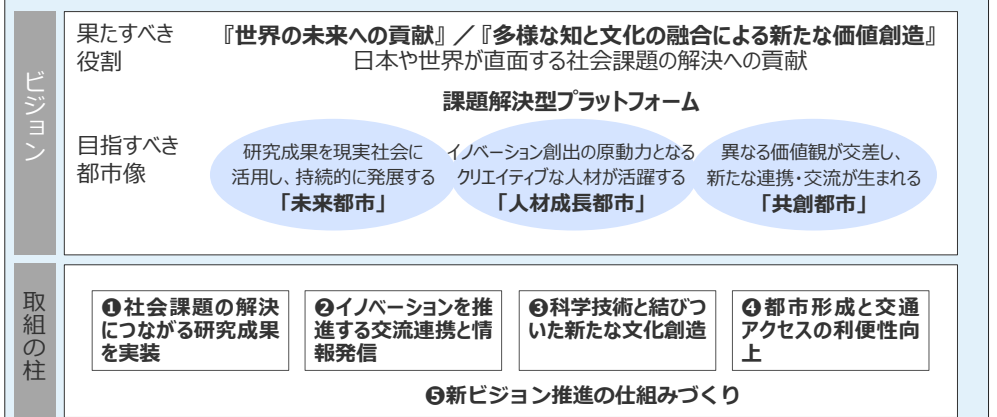 ビジョン
果たすべき
役割
『世界の未来への貢献』／『多様な知と文化の融合による新たな価値創造』
日本や世界が直面する社会課題の解決への貢献
課題解決型プラットフォーム
目指すべき
都市像
研究成果を現実社会に
活用し、持続的に発展する
「未来都市」
イノベーション創出の原動力となる
クリエイティブな人材が活躍する
「人材成長都市」
異なる価値観が交差し、
新たな連携・交流が生まれる
「共創都市」
取組の柱
❶社会課題の解決
につながる研究成果
を実装
❷イノベーションを推
進する交流連携と情
報発信
❸科学技術と結びつ
いた新たな文化創造
❹都市形成と交通
アクセスの利便性向
上
❺新ビジョン推進の仕組みづくり